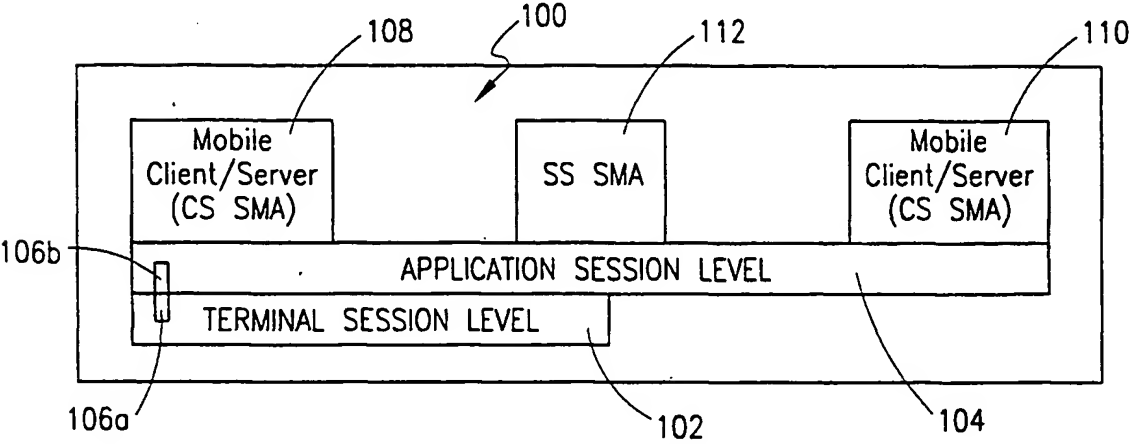 108
100
112
110
Mobile
Client/Server
(CS SMA)
SS SMA
Mobile
Client/Server
(CS SMA)
106b
APPLICATION SESSION LEVEL
TERMINAL SESSION LEVEL
106a
102
104